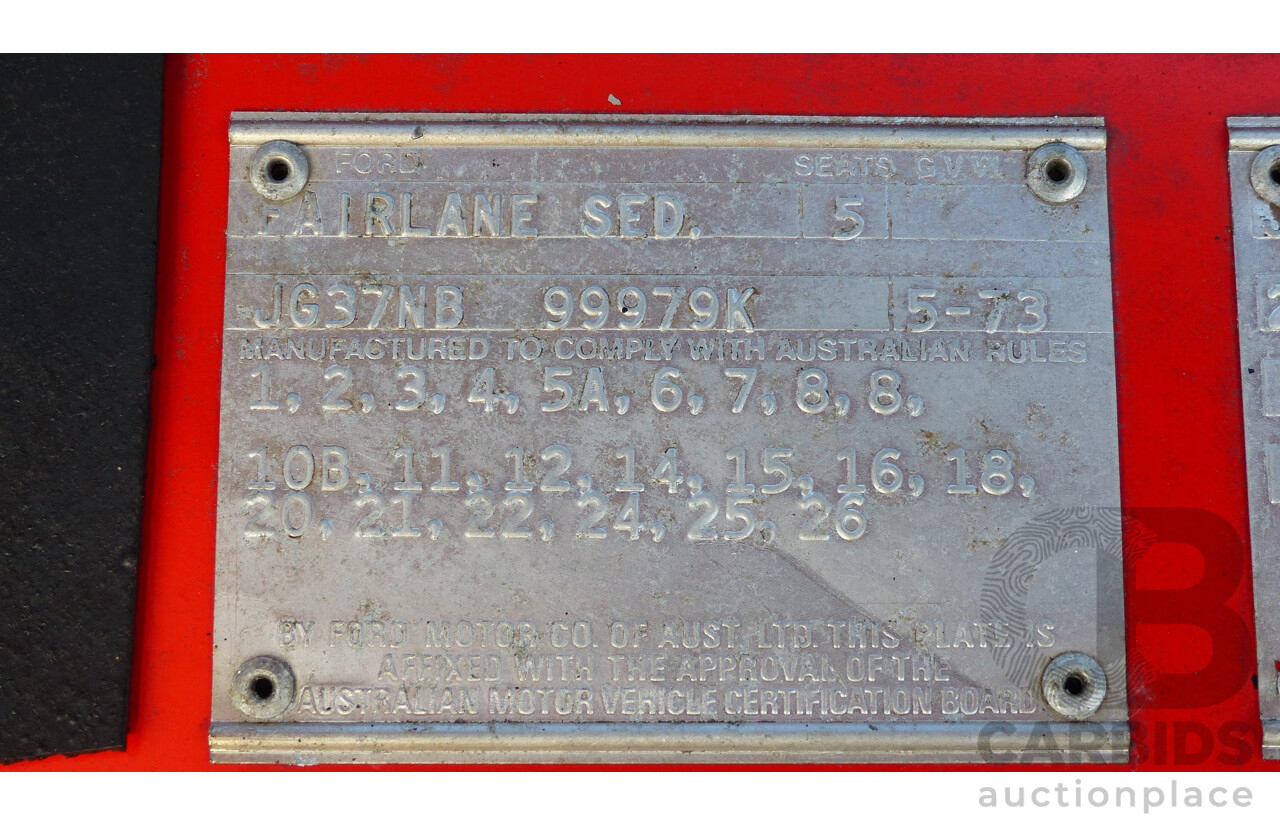 FORD SEATS G.V.W.
FAIRLANE SED. 5
JG37NB 99979K 5-73
MANUFACTURED TO COMPLY WITH AUSTRALIAN RULES
1, 2, 3, 4, 5A, 6, 7, 8, 8,
10B, 11, 12, 14, 15, 16, 18,
20, 21, 22, 24, 25, 26
BY FORD MOTOR CO. OF AUST. LTD. THIS PLATE IS
AFFIXED WITH THE APPROVAL OF THE
AUSTRALIAN MOTOR VEHICLE CERTIFICATION BOARD
CB
CARBIDS
auctionplace